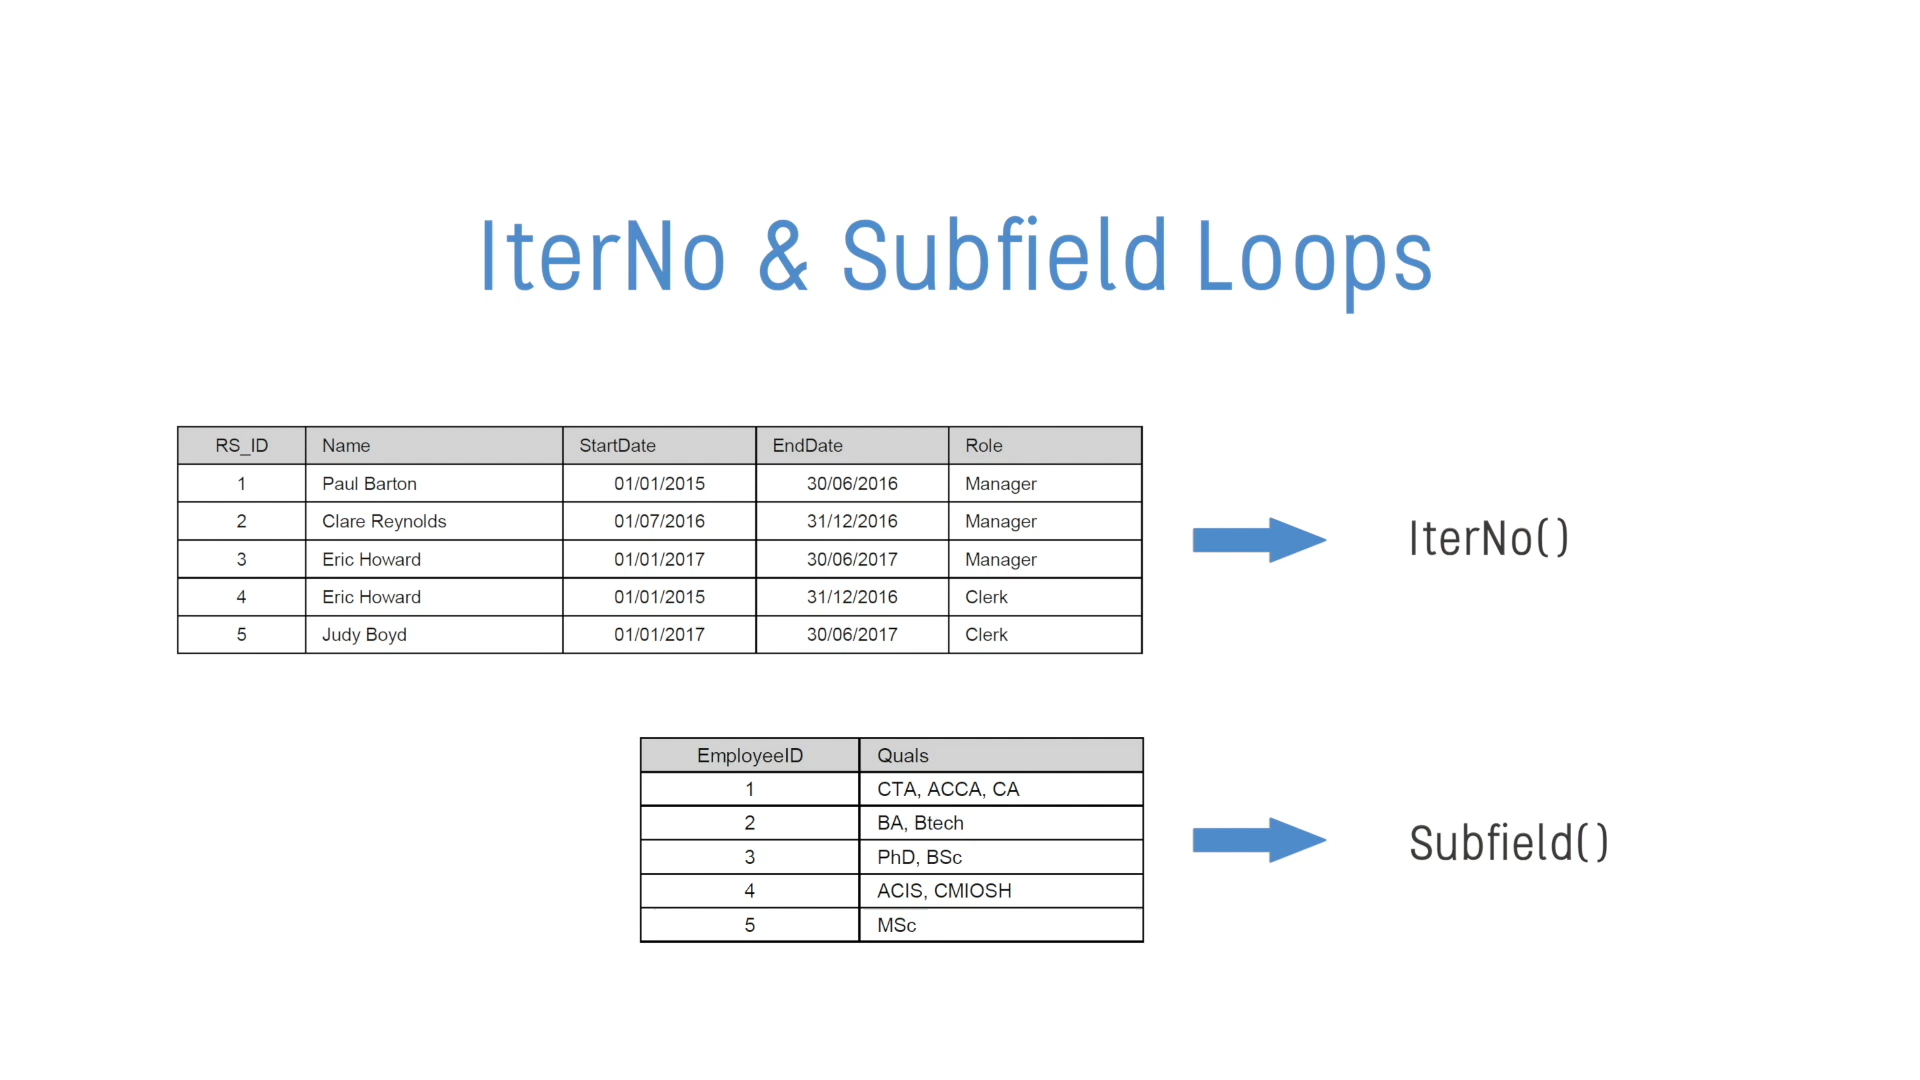 IterNo & Subfield Loops
RS_ID Name StartDate EndDate Role
1 Paul Barton 01/01/2015 30/06/2016 Manager
2 Clare Reynolds 01/07/2016 31/12/2016 Manager
3 Eric Howard 01/01/2017 30/06/2017 Manager
4 Eric Howard 01/01/2015 31/12/2016 Clerk
5 Judy Boyd 01/01/2017 30/06/2017 Clerk
IterNo()
EmployeeID Quals
1 CTA, ACCA, CA
2 BA, Btech
3 PhD, BSc
4 ACIS, CMIOSH
5 MSc
Subfield()